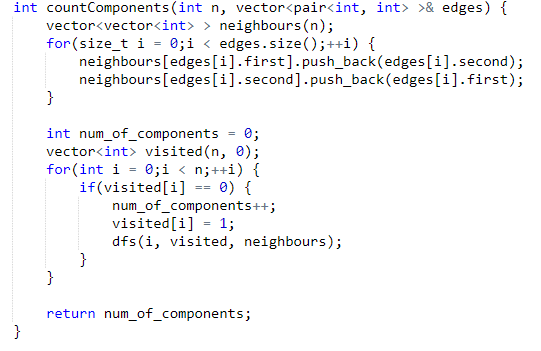 int countComponents(int n, vector<pair<int, int> >& edges) {
    vector<vector<int> > neighbours(n);
    for(size_t i = 0;i < edges.size();++i) {
        neighbours[edges[i].first].push_back(edges[i].second);
        neighbours[edges[i].second].push_back(edges[i].first);
    }

    int num_of_components = 0;
    vector<int> visited(n, 0);
    for(int i = 0;i < n;++i) {
        if(visited[i] == 0) {
            num_of_components++;
            visited[i] = 1;
            dfs(i, visited, neighbours);
        }
    }

    return num_of_components;
}